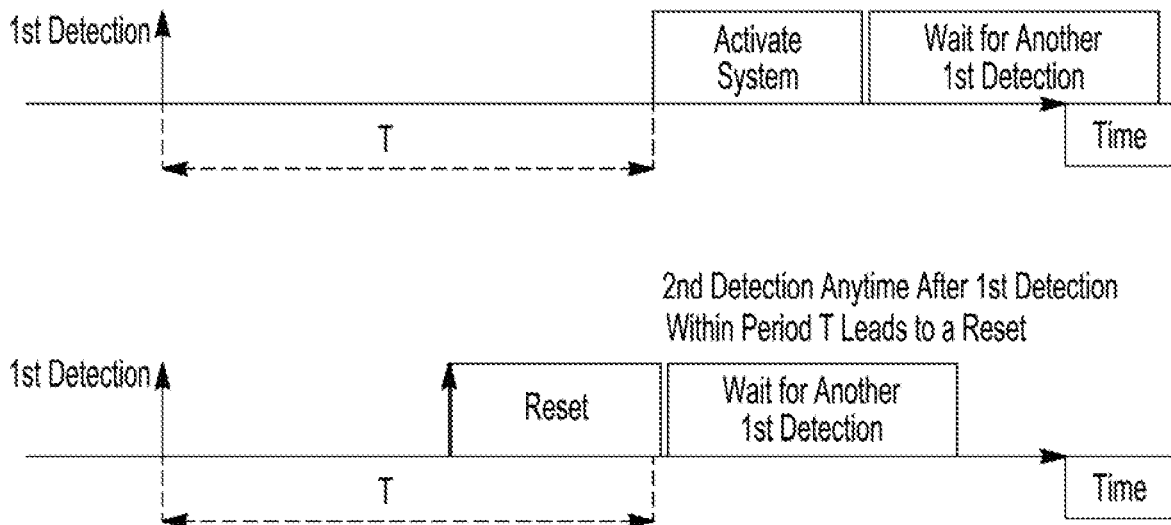 1st Detection
Activate
System
Wait for Another
1st Detection
T
Time
2nd Detection Anytime After 1st Detection
Within Period T Leads to a Reset
1st Detection
Reset
Wait for Another
1st Detection
T
Time